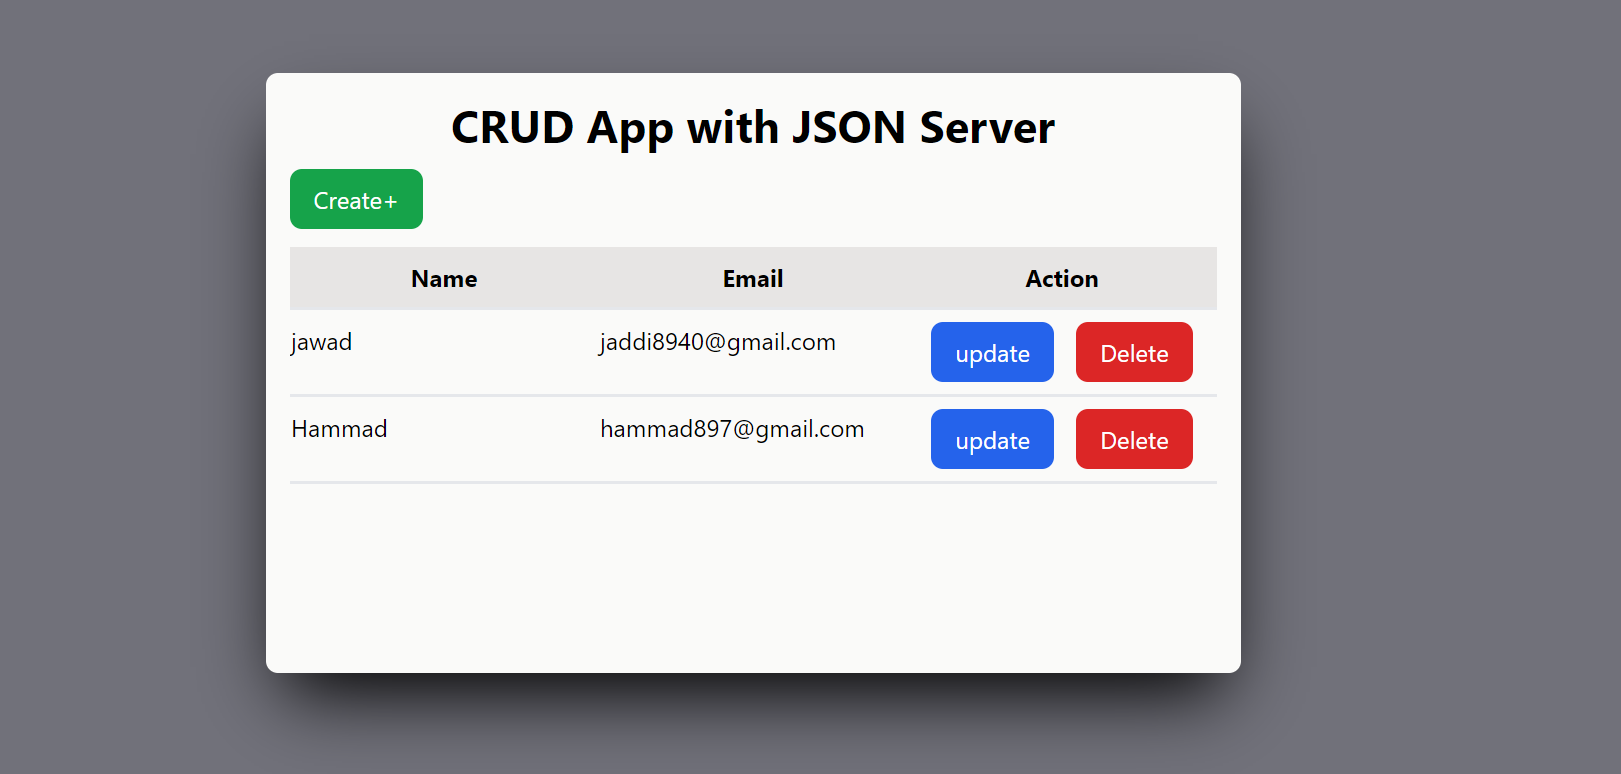 CRUD App with JSON Server
Create+
Name Email Action
jawad jaddi8940@gmail.com update Delete
Hammad hammad897@gmail.com update Delete